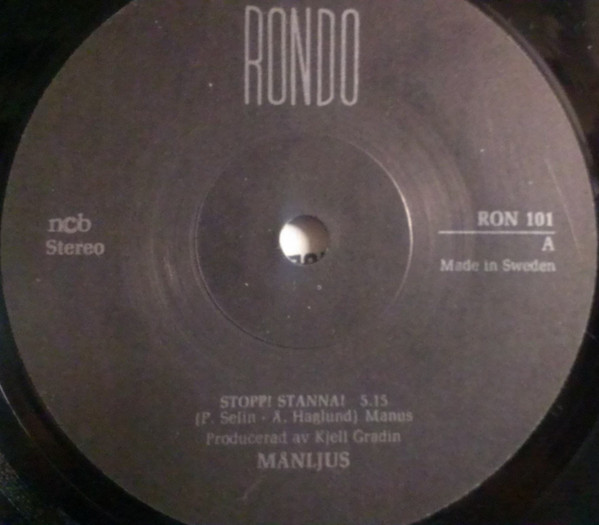 RONDO
ncb
Stereo
RON 101
A
Made in Sweden
STOPP! STANNA! 5.15
(P. Selin - A. Haglund) Manus
Producerad av Kjell Gradin
MÅNLJUS